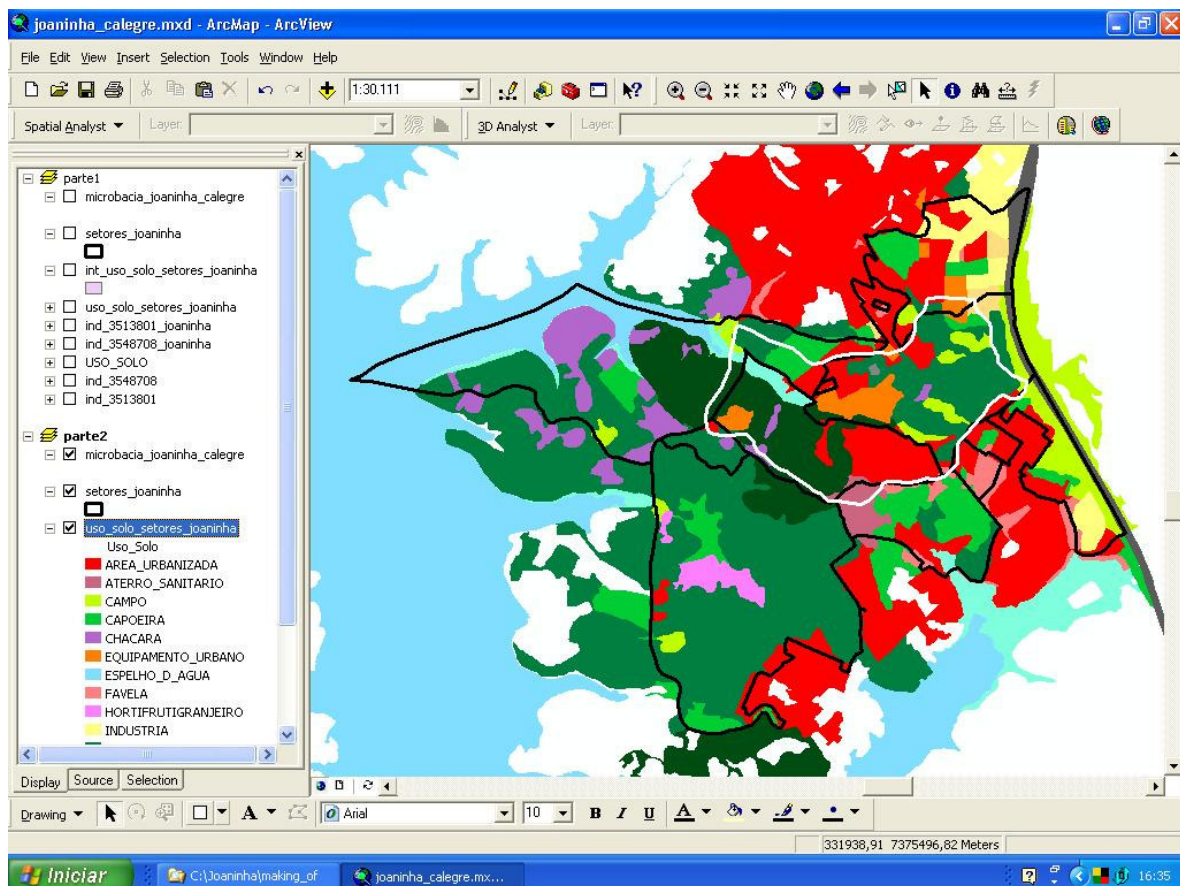 joaninha_calegre.mxd - ArcMap - ArcView
File Edit View Insert Selection Tools Window Help
1:30.111
Spatial Analyst Layer: 3D Analyst Layer:
parte1
microbacia_joaninha_calegre
setores_joaninha
int_uso_solo_setores_joaninha
uso_solo_setores_joaninha
ind_3513801_joaninha
ind_3548708_joaninha
USO_SOLO
ind_3548708
ind_3513801
parte2
microbacia_joaninha_calegre
setores_joaninha
uso_solo_setores_joaninha
Uso_Solo
AREA_URBANIZADA
ATERRO_SANITARIO
CAMPO
CAPOEIRA
CHACARA
EQUIPAMENTO_URBANO
ESPELHO_D_AGUA
FAVELA
HORTIFRUTIGRANJEIRO
INDUSTRIA
Display Source Selection
Drawing A Arial 10 B I U A
331938,91 7375496,82 Meters
Iniciar C:\Joaninha\making_of joaninha_calegre.mx... 16:35